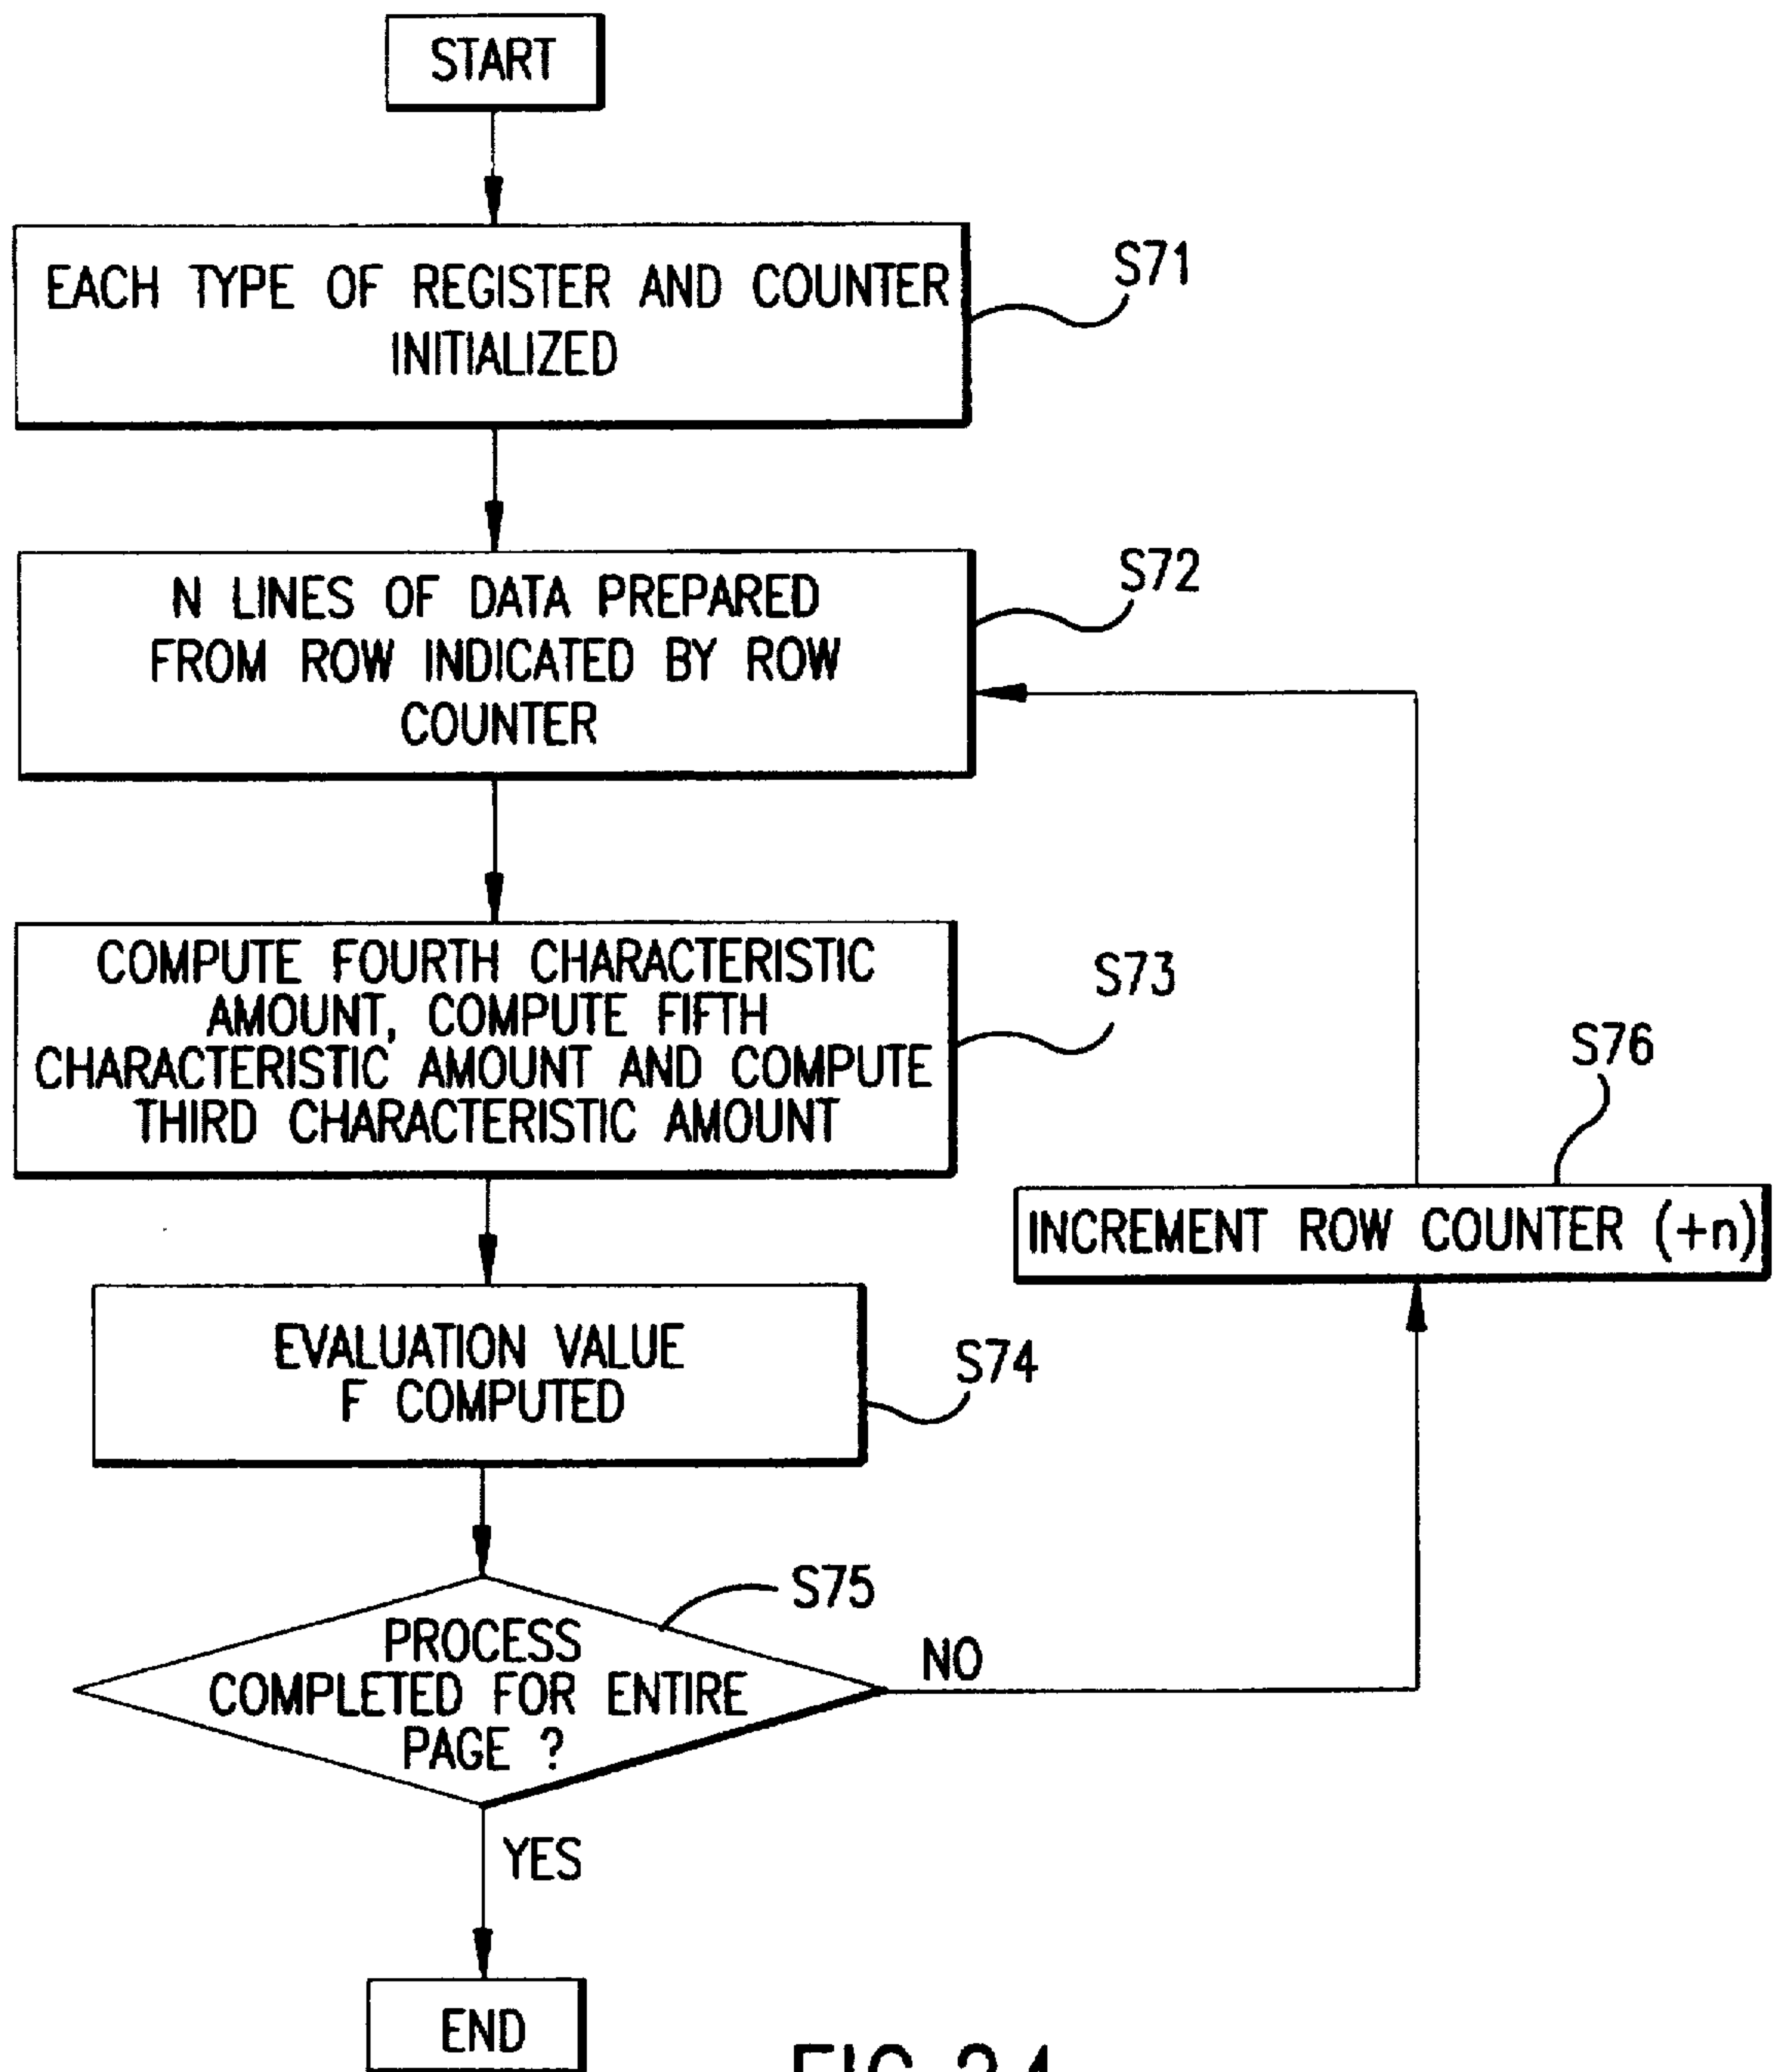 START
EACH TYPE OF REGISTER AND COUNTER
INITIALIZED
S71
N LINES OF DATA PREPARED
FROM ROW INDICATED BY ROW
COUNTER
S72
COMPUTE FOURTH CHARACTERISTIC
AMOUNT, COMPUTE FIFTH
CHARACTERISTIC AMOUNT AND COMPUTE
THIRD CHARACTERISTIC AMOUNT
S73
S76
INCREMENT ROW COUNTER (+n)
EVALUATION VALUE
F COMPUTED
S74
S75
PROCESS
COMPLETED FOR ENTIRE
PAGE ?
NO
YES
END